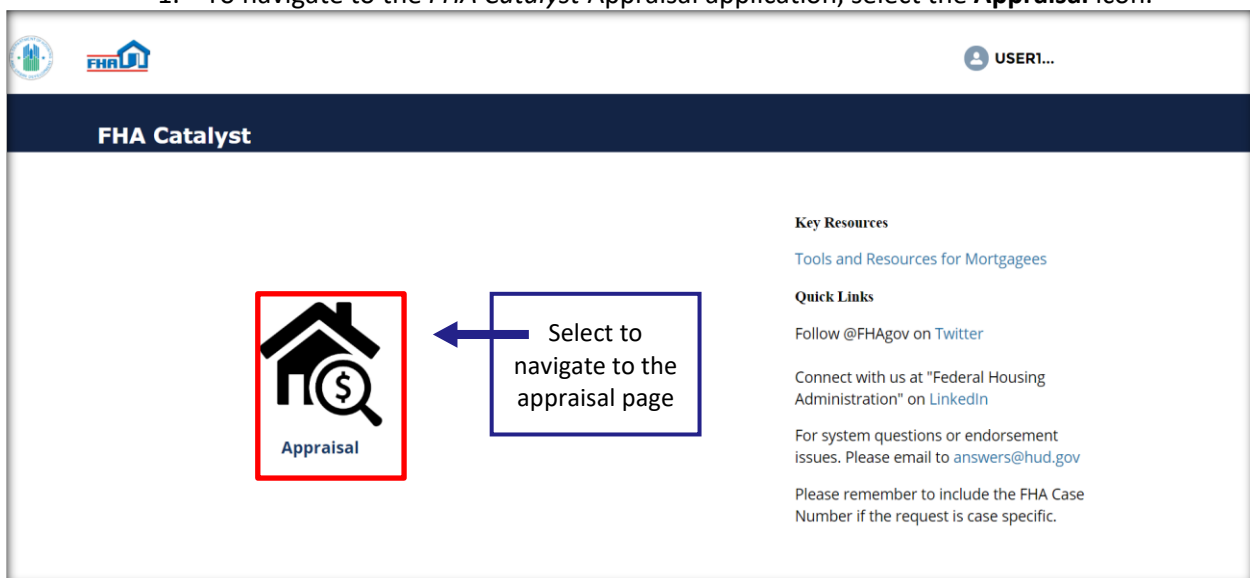 1. To navigate to the FHA Catalyst Appraisal application, select the Appraisal icon.
FHA
USER1...
FHA Catalyst
Appraisal
Select to
navigate to the
appraisal page
Key Resources
Tools and Resources for Mortgagees
Quick Links
Follow @FHAgov on Twitter
Connect with us at "Federal Housing
Administration" on LinkedIn
For system questions or endorsement
issues. Please email to answers@hud.gov
Please remember to include the FHA Case
Number if the request is case specific.